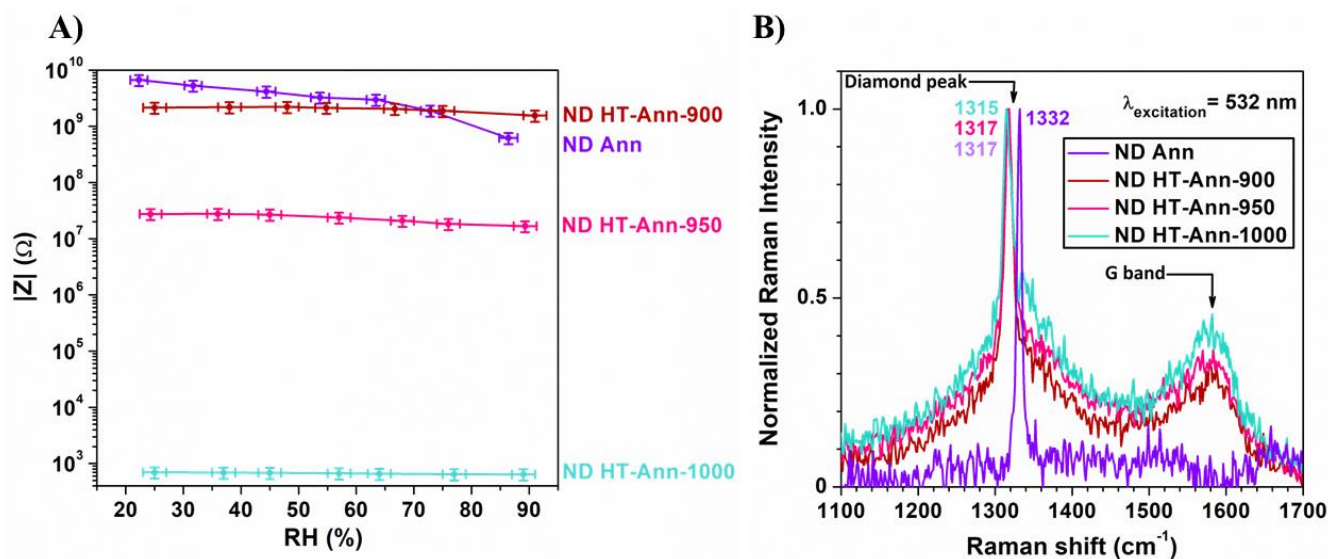 A)
|Z| (Ω)
10^10
10^9
10^8
10^7
10^6
10^5
10^4
10^3
20 30 40 50 60 70 80 90
RH (%)
ND HT-Ann-900
ND Ann
ND HT-Ann-950
ND HT-Ann-1000
B)
Normalized Raman Intensity
1.0
0.5
0
1100 1200 1300 1400 1500 1600 1700
Raman shift (cm⁻¹)
Diamond peak
1315
1317
1317
1332
λexcitation= 532 nm
ND Ann
ND HT-Ann-900
ND HT-Ann-950
ND HT-Ann-1000
G band